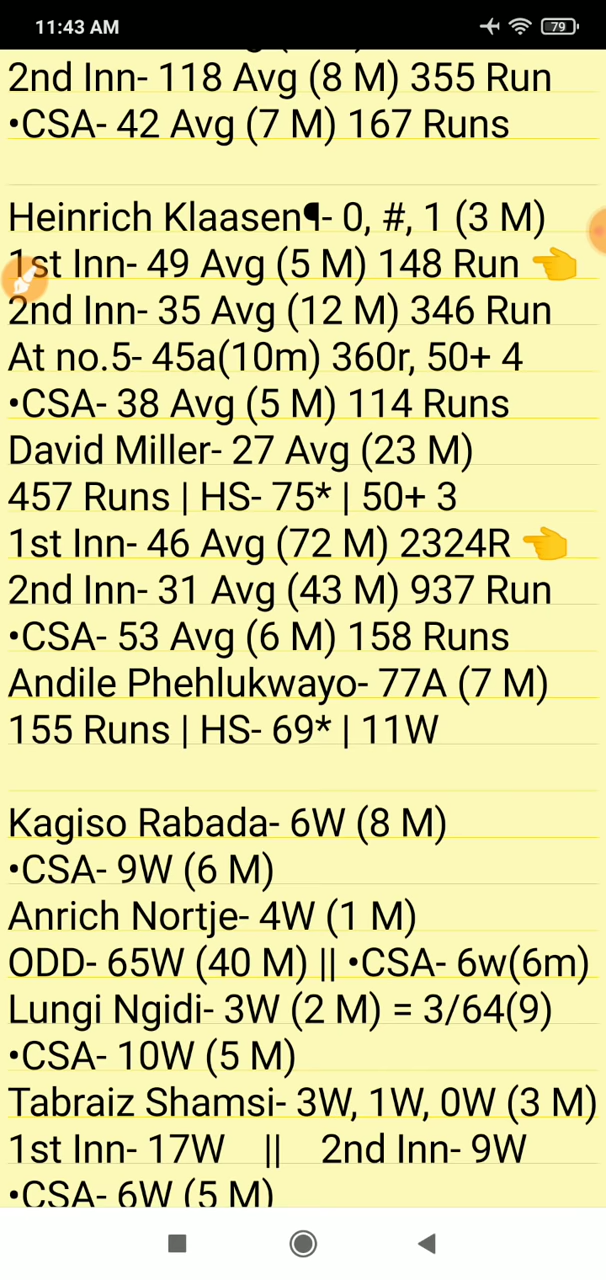 11:43 AM
79
2nd Inn- 118 Avg (8 M) 355 Run
•CSA- 42 Avg (7 M) 167 Runs
Heinrich Klaasen¶- 0, #, 1 (3 M)
1st Inn- 49 Avg (5 M) 148 Run 👈
2nd Inn- 35 Avg (12 M) 346 Run
At no.5- 45a(10m) 360r, 50+ 4
•CSA- 38 Avg (5 M) 114 Runs
David Miller- 27 Avg (23 M)
457 Runs | HS- 75* | 50+ 3
1st Inn- 46 Avg (72 M) 2324R 👈
2nd Inn- 31 Avg (43 M) 937 Run
•CSA- 53 Avg (6 M) 158 Runs
Andile Phehlukwayo- 77A (7 M)
155 Runs | HS- 69* | 11W
Kagiso Rabada- 6W (8 M)
•CSA- 9W (6 M)
Anrich Nortje- 4W (1 M)
ODD- 65W (40 M) || •CSA- 6w(6m)
Lungi Ngidi- 3W (2 M) = 3/64(9)
•CSA- 10W (5 M)
Tabraiz Shamsi- 3W, 1W, 0W (3 M)
1st Inn- 17W || 2nd Inn- 9W
•CSA- 6W (5 M)